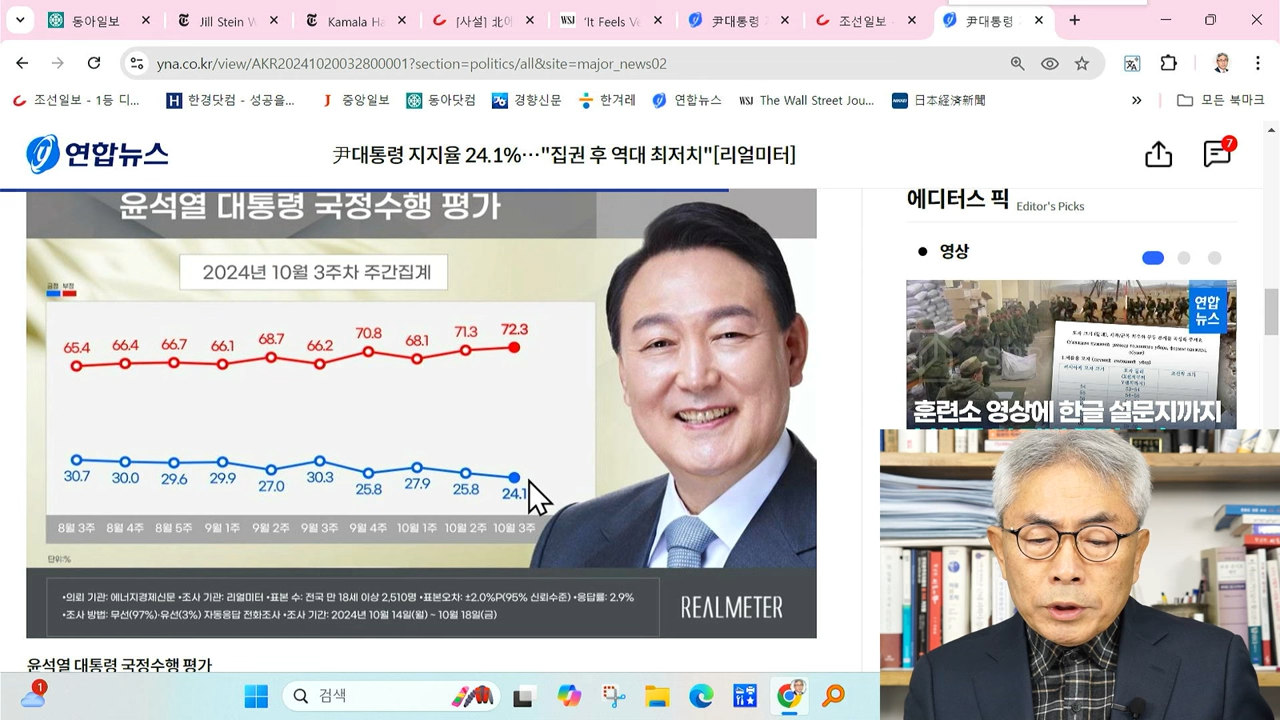 동아일보
Jill Stein W
Kamala Ha
[사설] 北이
WSJ 'It Feels Ve
尹대통령
조선일보
尹대통령
yna.co.kr/view/AKR20241020032800001?section=politics/all&site=major_news02
조선일보 - 1등 디...
H 한경닷컴 - 성공을...
J 중앙일보
동아닷컴
경향신문
한겨레
연합뉴스
WSJ The Wall Street Jou...
NIKKEI 日本経済新聞
모든 북마크
연합뉴스
尹대통령 지지율 24.1%…"집권 후 역대 최저치"[리얼미터]
7
윤석열 대통령 국정수행 평가
2024년 10월 3주차 주간집계
긍정 부정
65.4 66.4 66.7 66.1 68.7 66.2 70.8 68.1 71.3 72.3
30.7 30.0 29.6 29.9 27.0 30.3 25.8 27.9 25.8 24.1
8월 3주 8월 4주 8월 5주 9월 1주 9월 2주 9월 3주 9월 4주 10월 1주 10월 2주 10월 3주
단위:%
•의뢰 기관: 에너지경제신문 •조사 기관: 리얼미터 •표본 수: 전국 만 18세 이상 2,510명 •표본오차: ±2.0%P(95% 신뢰수준) •응답률: 2.9%
•조사 방법: 무선(97%)·유선(3%) 자동응답 전화조사 •조사 기간: 2024년 10월 14일(월) ~ 10월 18일(금)
REALMETER
윤석열 대통령 국정수행 평가
에디터스 픽 Editor's Picks
● 영상
연합
뉴스
훈련소 영상에 한글 설문지까지
1
검색